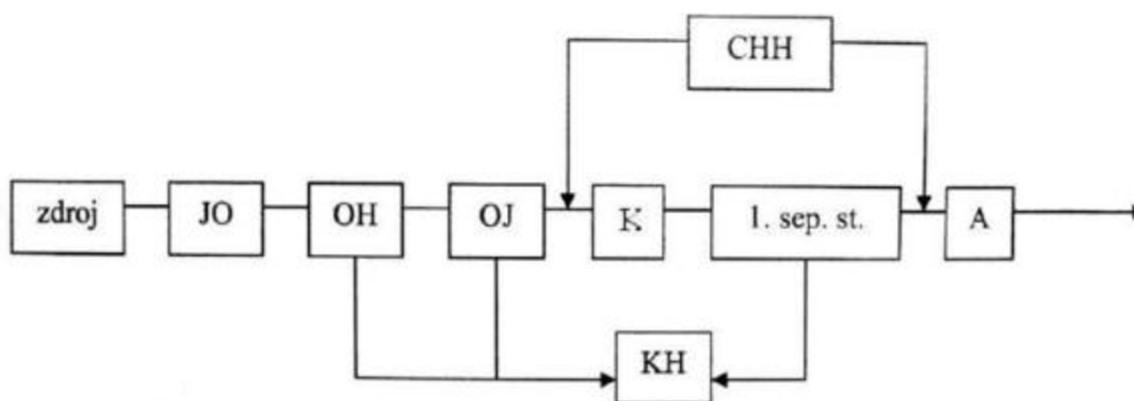 CHH
zdroj
JO
OH
OJ
K
1. sep. st.
A
KH